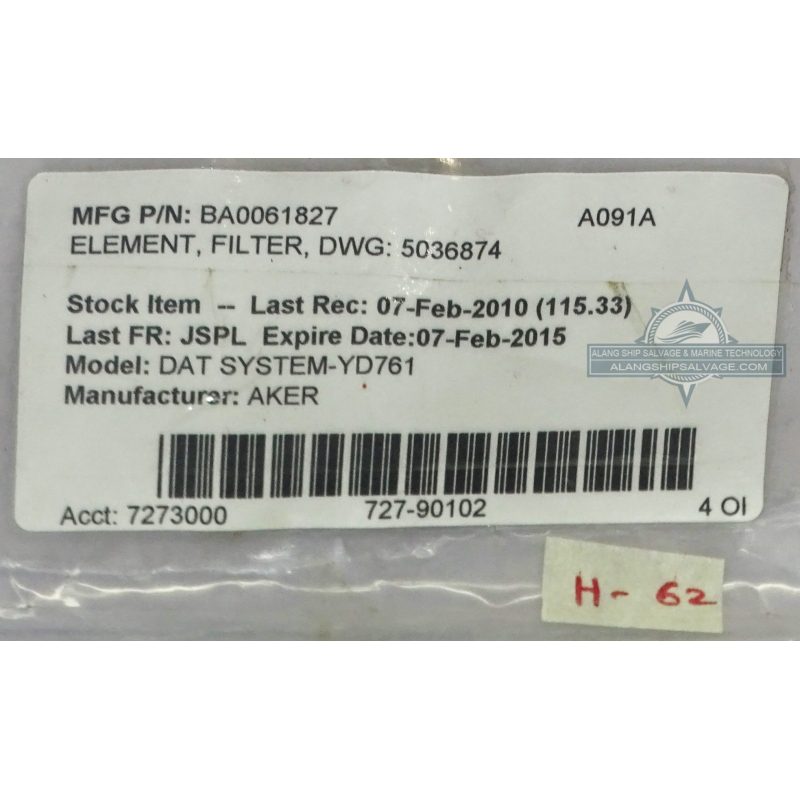 MFG P/N: BA0061827 A091A
ELEMENT, FILTER, DWG: 5036874
Stock Item -- Last Rec: 07-Feb-2010 (115.33)
Last FR: JSPL Expire Date:07-Feb-2015
Model: DAT SYSTEM-YD761
Manufacturer: AKER
ALANG SHIP SALVAGE & MARINE TECHNOLOGY
ALANGSHIPSALVAGE.COM
Acct: 7273000 727-90102 4 OI
H- 62